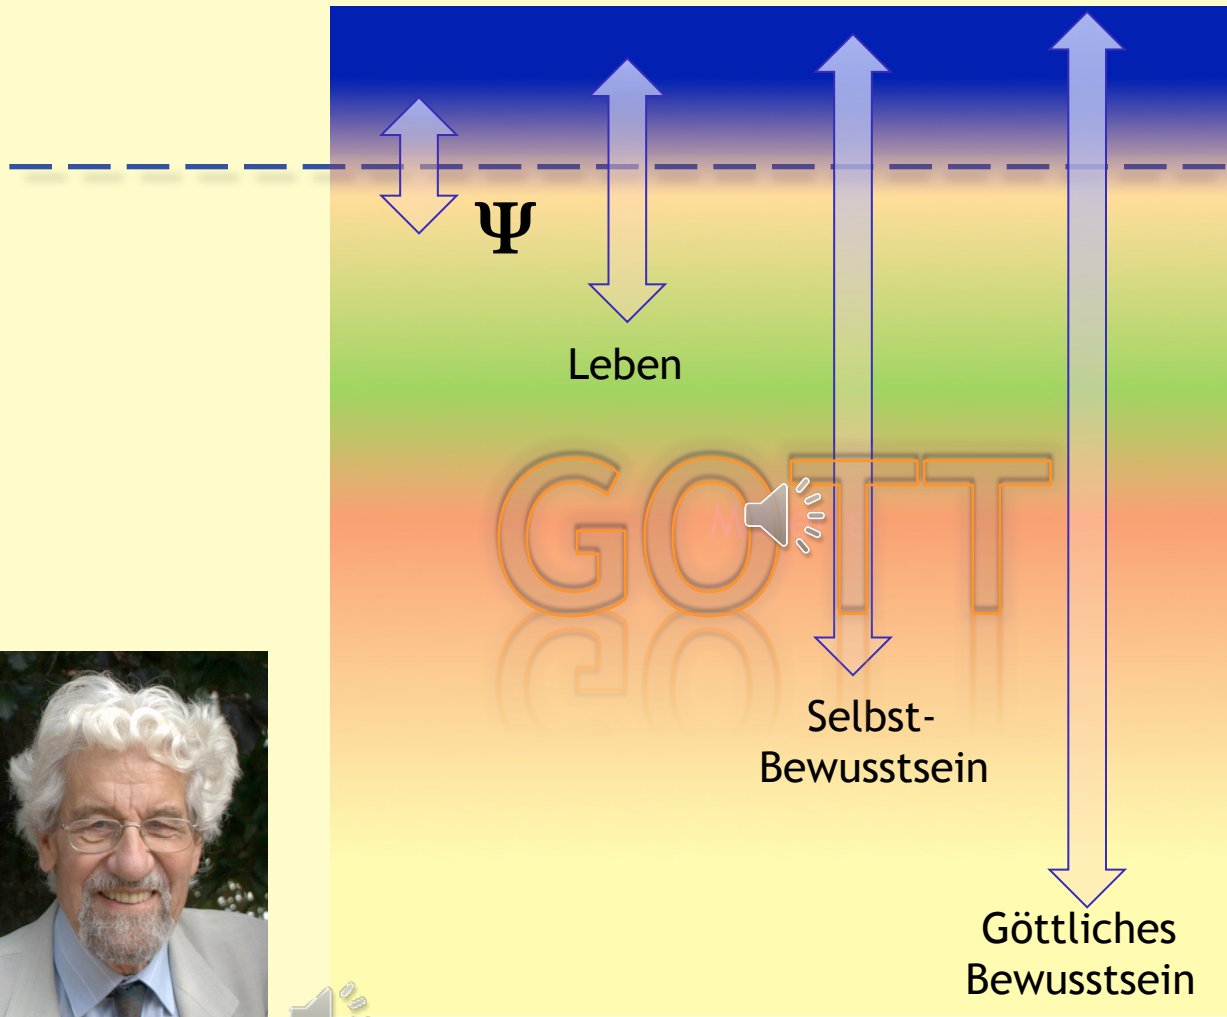 Ψ
Leben
GOTT
Selbst-
Bewusstsein
Göttliches
Bewusstsein